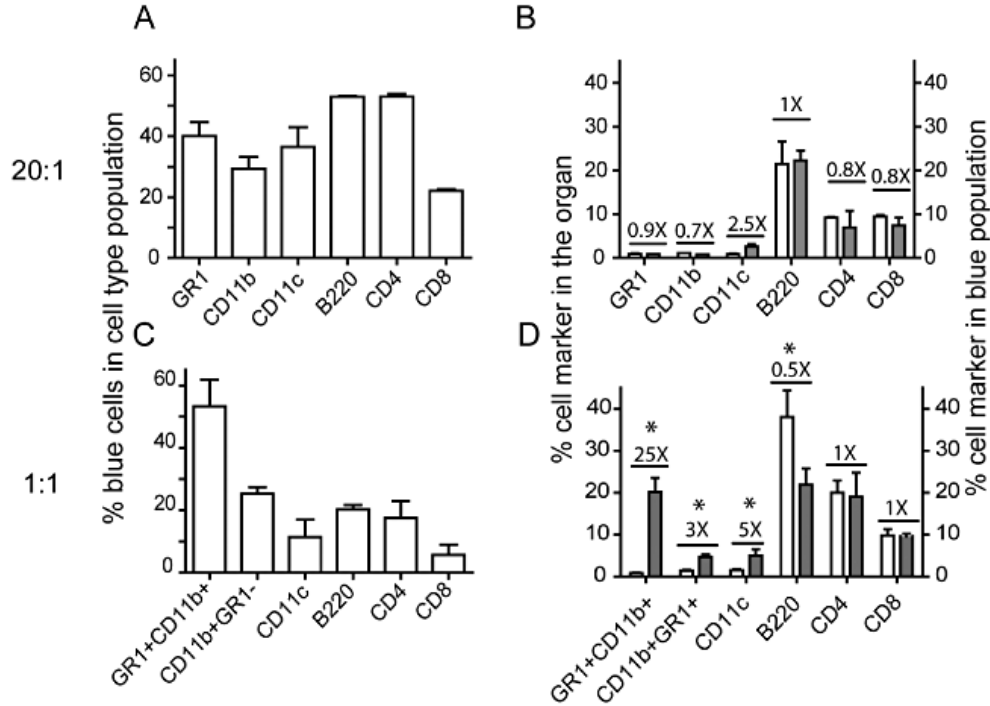 A
B
20:1
% blue cells in cell type population
60
40
20
0
GR1
CD11b
CD11c
B220
CD4
CD8
% cell marker in the organ
40
30
20
10
0
0.9X
0.7X
2.5X
1X
0.8X
0.8X
40
30
20
10
0
% cell marker in blue population
GR1
CD11b
CD11c
B220
CD4
CD8
C
D
1:1
60
40
20
0
GR1+CD11b+
CD11b+GR1-
CD11c
B220
CD4
CD8
40
30
20
10
0
*
25X
*
3X
*
5X
*
0.5X
1X
1X
40
30
20
10
0
GR1+CD11b+
CD11b+GR1+
CD11c
B220
CD4
CD8